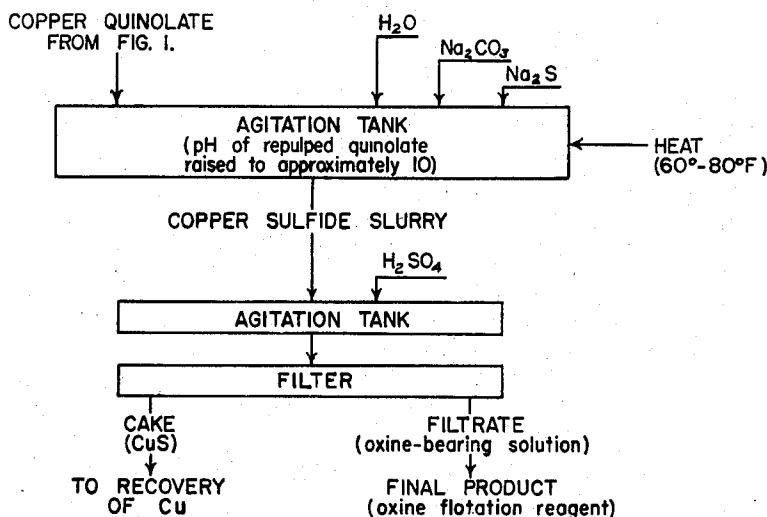 COPPER QUINOLATE
FROM FIG. 1.
H₂O
Na₂CO₃
Na₂S
AGITATION TANK
(pH of repulped quinolate
raised to approximately 10)
HEAT
(60°-80°F)
COPPER SULFIDE SLURRY
H₂SO₄
AGITATION TANK
FILTER
CAKE
(CuS)
FILTRATE
(oxine-bearing solution)
TO RECOVERY
OF Cu
FINAL PRODUCT
(oxine flotation reagent)